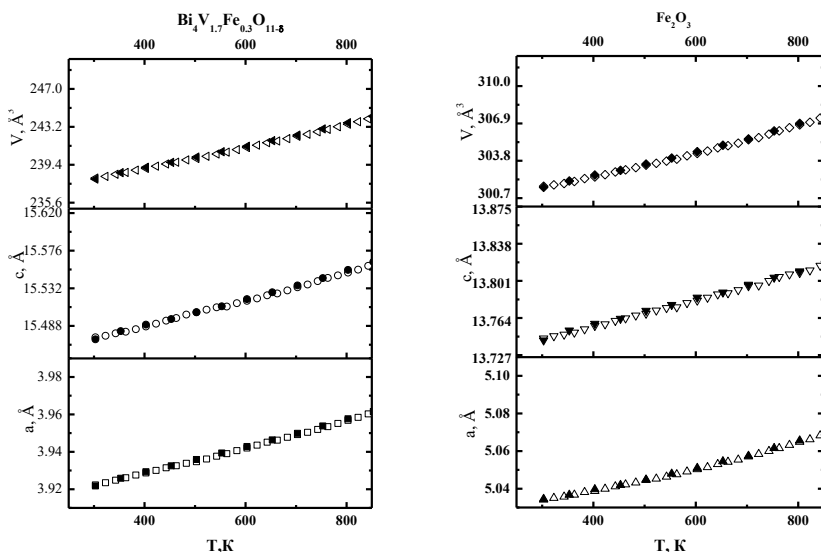 Bi4V1.7Fe0.3O11-δ
400 600 800
247.0
243.2
239.4
235.6
V, Å3
15.620
15.576
15.532
15.488
c, Å
3.98
3.96
3.94
3.92
a, Å
400 600 800
T,K
Fe2O3
400 600 800
310.0
306.9
303.8
300.7
V, Å3
13.875
13.838
13.801
13.764
13.727
c, Å
5.10
5.08
5.06
5.04
a, Å
400 600 800
T, K